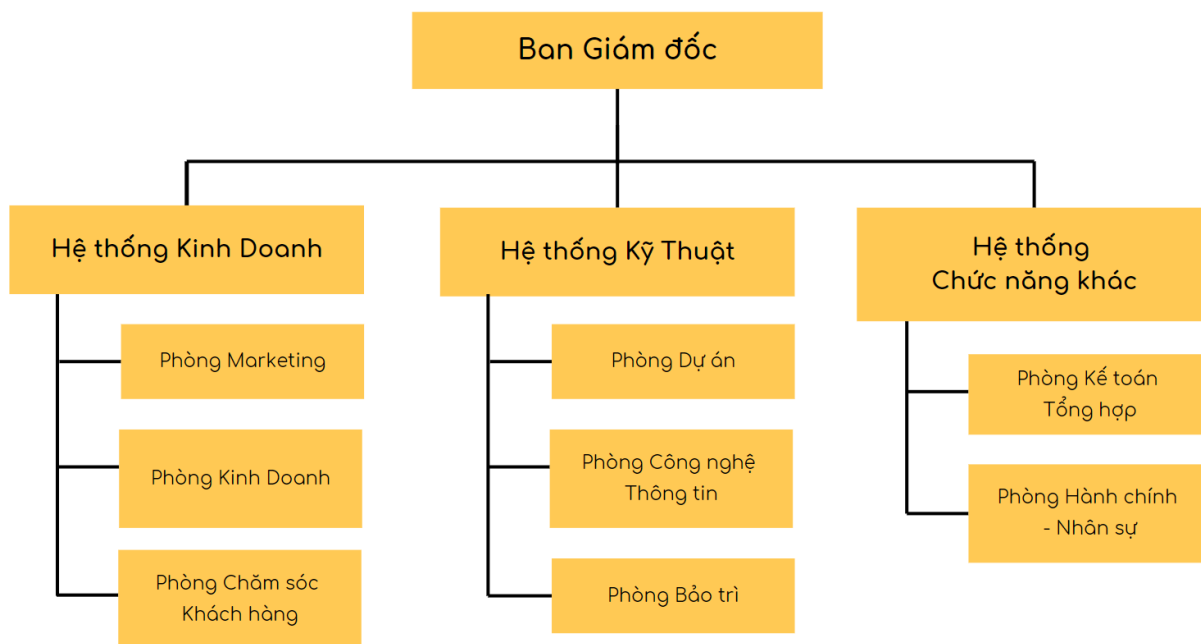 Ban Giám đốc
Hệ thống Kinh Doanh
Phòng Marketing
Phòng Kinh Doanh
Phòng Chăm sóc
Khách hàng
Hệ thống Kỹ Thuật
Phòng Dự án
Phòng Công nghệ
Thông tin
Phòng Bảo trì
Hệ thống
Chức năng khác
Phòng Kế toán
Tổng hợp
Phòng Hành chính
- Nhân sự